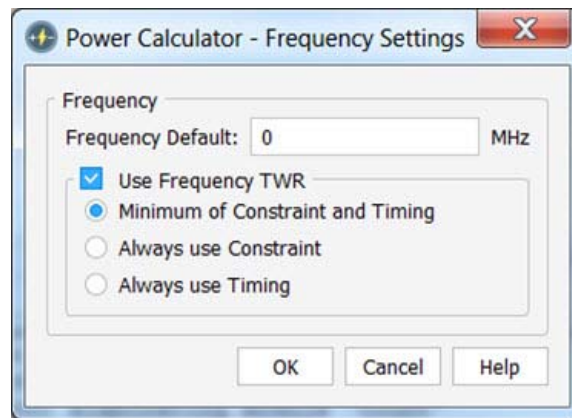 Power Calculator - Frequency Settings
Frequency
Frequency Default: 0 MHz
Use Frequency TWR
Minimum of Constraint and Timing
Always use Constraint
Always use Timing
OK Cancel Help